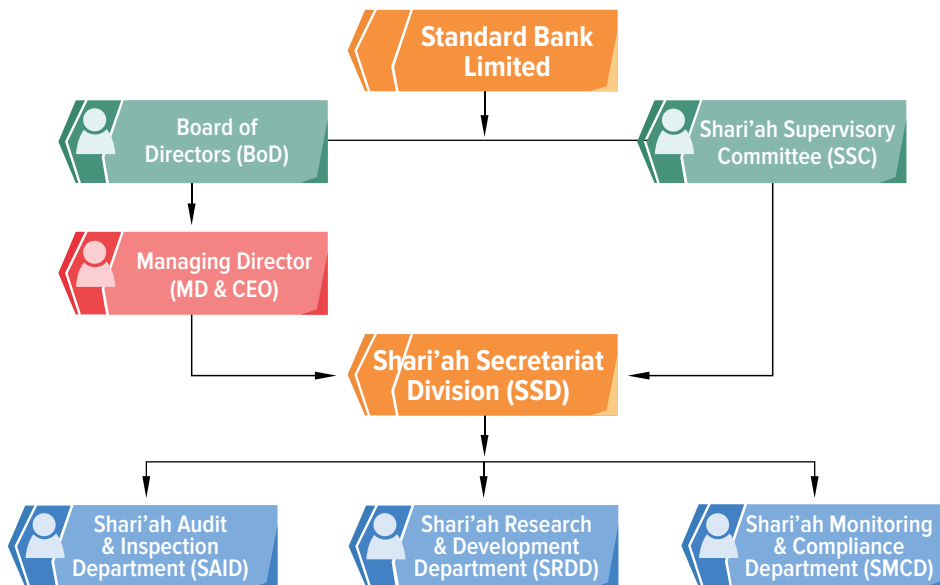 Standard Bank
Limited
Board of
Directors (BoD)
Shari'ah Supervisory
Committee (SSC)
Managing Director
(MD & CEO)
Shari'ah Secretariat
Division (SSD)
Shari'ah Audit
& Inspection
Department (SAID)
Shari'ah Research
& Development
Department (SRDD)
Shari'ah Monitoring
& Compliance
Department (SMCD)